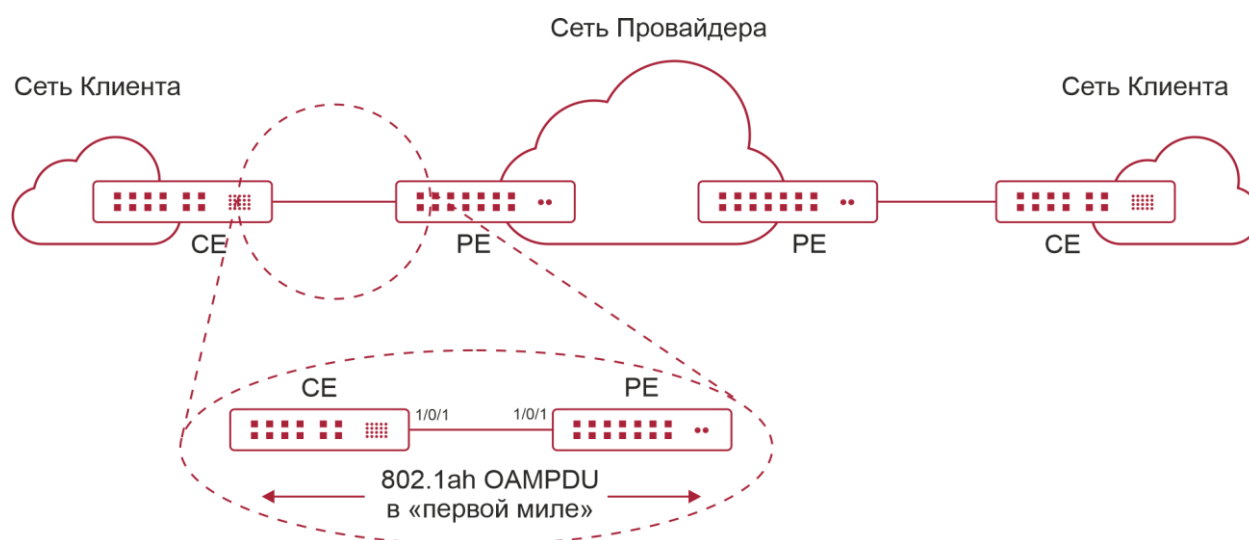 Сеть Провайдера
Сеть Клиента
Сеть Клиента
CE
PE
PE
CE
CE
PE
1/0/1
1/0/1
802.1ah OAMPDU
в «первой миле»